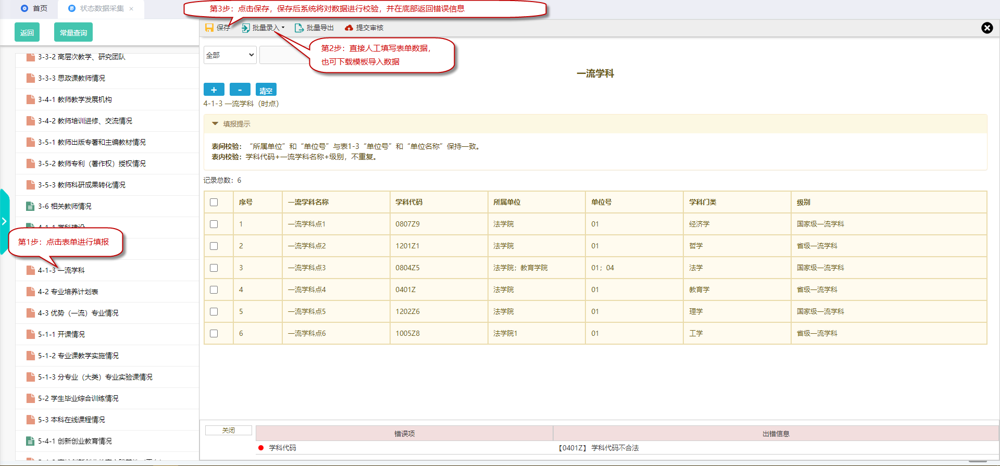 首页
状态数据采集 ×
第3步：点击保存，保存后系统将对数据进行校验，并在底部返回错误信息
返回
常量查询
保存
批量录入
批量导出
提交审核
全部
第2步：直接人工填写表单数据，
也可下载模板导入数据
一流学科
+
-
清空
4-1-3 一流学科（时点）
填报提示
表间校验：“所属单位”和“单位号”与表1-3“单位号”和“单位名称”保持一致。
表内校验：学科代码+一流学科名称+级别，不重复。
记录总数：6
序号 一流学科名称 学科代码 所属单位 单位号 学科门类 级别
1 一流学科点1 0807Z9 法学院 01 经济学 国家级一流学科
2 一流学科点2 1201Z1 法学院 01 哲学 省级一流学科
3 一流学科点3 0804Z5 法学院；教育学院 01；04 法学 国家级一流学科
4 一流学科点4 0401Z 法学院 01 教育学 省级一流学科
5 一流学科点5 1202Z6 法学院 01 理学 国家级一流学科
6 一流学科点6 1005Z8 法学院1 01 工学 省级一流学科
3-3-2 高层次教学、研究团队
3-3-3 思政课教师情况
3-4-1 教师教学发展机构
3-4-2 教师培训进修、交流情况
3-5-1 教师出版专著和主编教材情况
3-5-2 教师专利（著作权）授权情况
3-5-3 教师科研成果转化情况
3-6 相关教师情况
4-1-1 学科建设
第1步：点击表单进行填报
4-1-3 一流学科
4-2 专业培养计划表
4-3 优势（一流）专业情况
5-1-1 开课情况
5-1-2 专业课教学实施情况
5-1-3 分专业（大类）专业实验课情况
5-2 学生毕业综合训练情况
5-3 本科在线课程情况
5-4-1 创新创业教育情况
关闭
错误项 出错信息
学科代码 【0401Z】 学科代码不合法